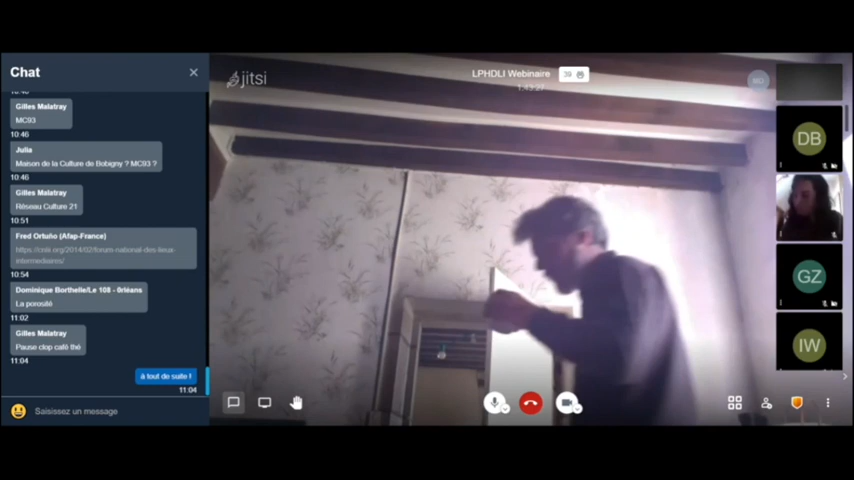 Chat
Gilles Malatray
MC93
10:46
Julia
Maison de la Culture de Bobigny ? MC93 ?
10:46
Gilles Malatray
Réseau Culture 21
10:51
Fred Ortuño (Afap-France)
https://cnlii.org/2014/02/forum-national-des-lieux-
intermediaires/
10:54
Dominique Borthelle/Le 108 - Orléans
La porosité
11:02
Gilles Malatray
Pause clop café thé
11:04
à tout de suite !
11:04
Saisissez un message
jitsi
LPHDLI Webinaire
39
DB
GZ
IW